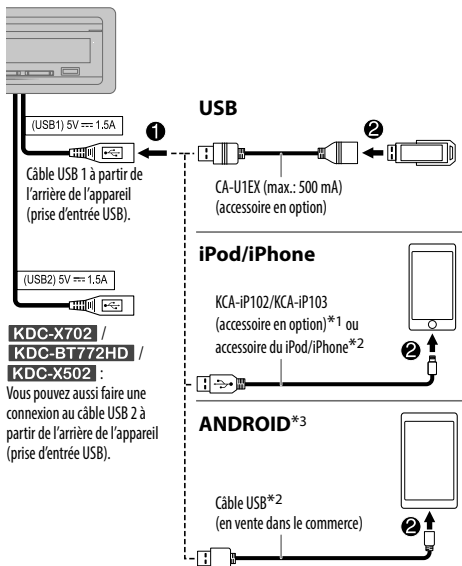 (USB1) 5V ⎓ 1.5A
❶
Câble USB 1 à partir de
l'arrière de l'appareil
(prise d'entrée USB).
(USB2) 5V ⎓ 1.5A
KDC-X702 /
KDC-BT772HD /
KDC-X502 :
Vous pouvez aussi faire une
connexion au câble USB 2 à
partir de l'arrière de l'appareil
(prise d'entrée USB).
USB
❷
CA-U1EX (max.: 500 mA)
(accessoire en option)
iPod/iPhone
KCA-iP102/KCA-iP103
(accessoire en option)*1 ou
accessoire du iPod/iPhone*2
❷
ANDROID*3
Câble USB*2
(en vente dans le commerce)
❷